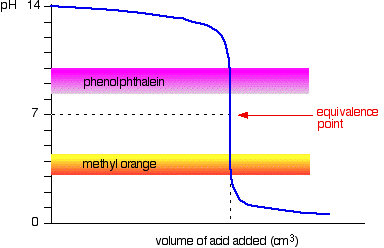 pH 14
phenolphthalein
7
equivalence
point
methyl orange
0
volume of acid added (cm3)